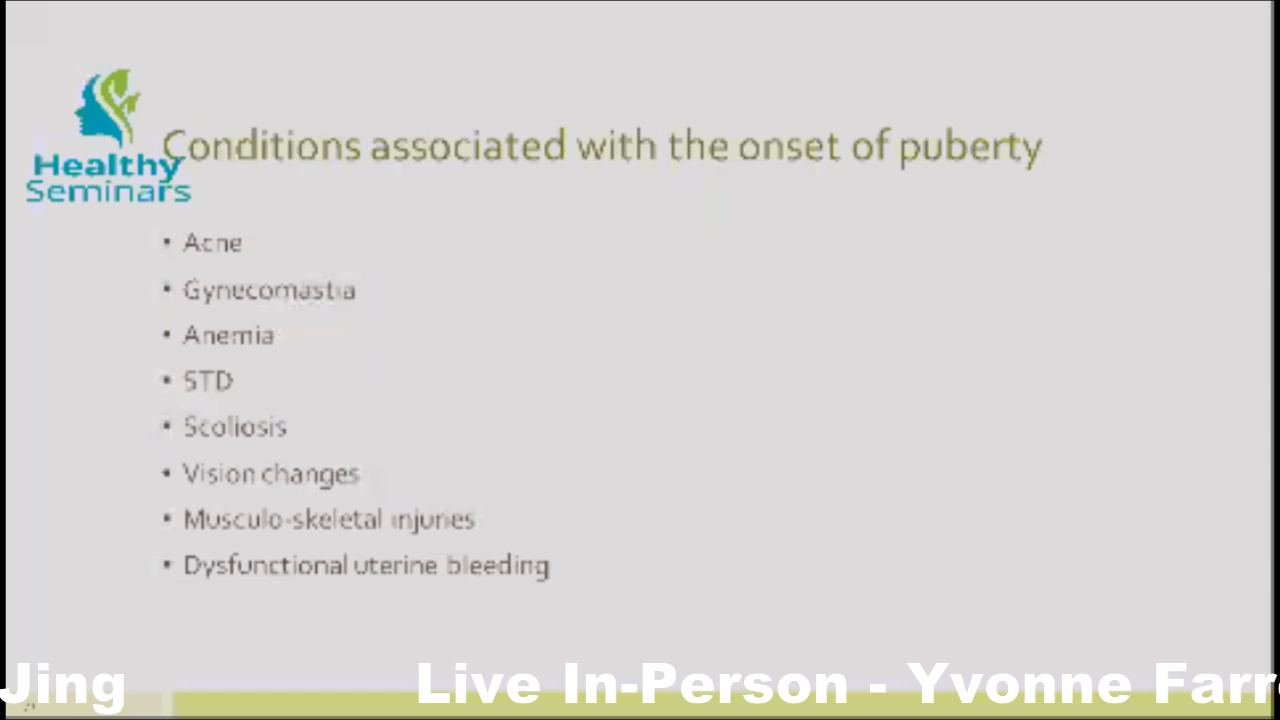 Conditions associated with the onset of puberty
Healthy
Seminars
• Acne
• Gynecomastia
• Anemia
• STD
• Scoliosis
• Vision changes
• Musculo-skeletal injuries
• Dysfunctional uterine bleeding
Jing Live In-Person - Yvonne Farr